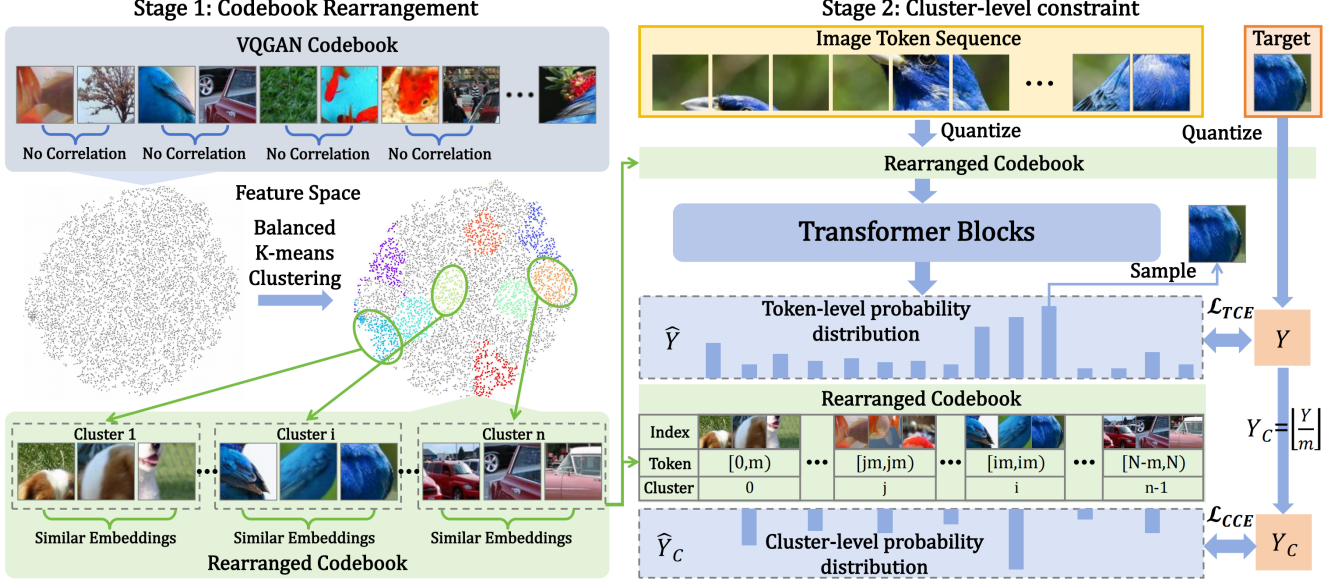 Stage 1: Codebook Rearrangement
VQGAN Codebook
No Correlation No Correlation No Correlation No Correlation
Feature Space
Balanced
K-means
Clustering
Cluster 1 Cluster i Cluster n
Similar Embeddings Similar Embeddings Similar Embeddings
Rearranged Codebook
Stage 2: Cluster-level constraint
Image Token Sequence
Target
Quantize
Quantize
Rearranged Codebook
Transformer Blocks
Sample
Token-level probability
distribution
Ŷ
ℒTCE
Y
Rearranged Codebook
Index
Token [0,m) ••• [jm,jm) ••• [im,im) ••• [N-m,N)
Cluster 0 j i n-1
Y_C=⌊Y/m⌋
Ŷ_C
Cluster-level probability
distribution
ℒCCE
Y_C